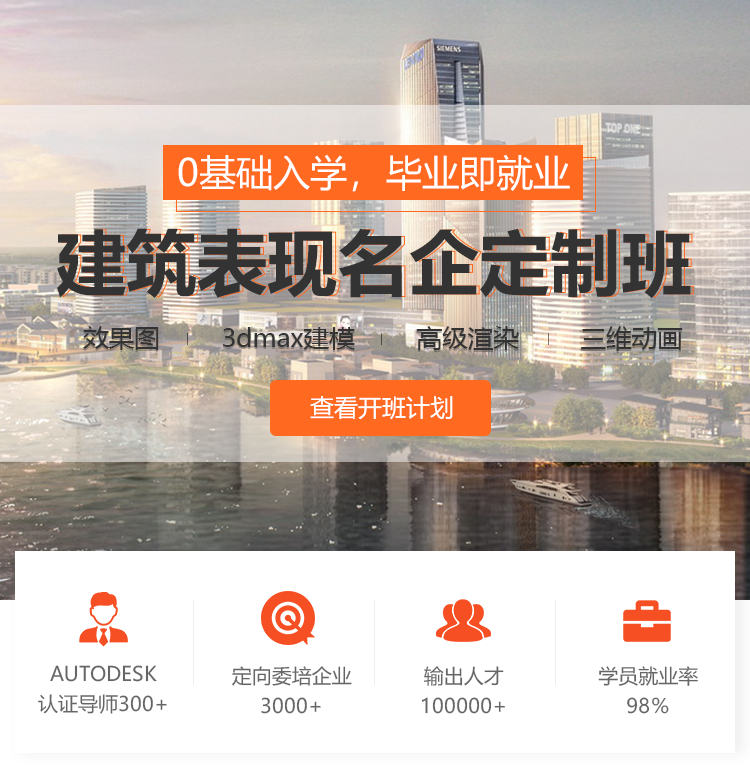 SIEMENS
TOP ONE
0基础入学，毕业即就业
建筑表现名企定制班
效果图 | 3dmax建模 | 高级渲染 | 三维动画
查看开班计划
AUTODESK
认证导师300+
定向委培企业
3000+
输出人才
100000+
学员就业率
98%